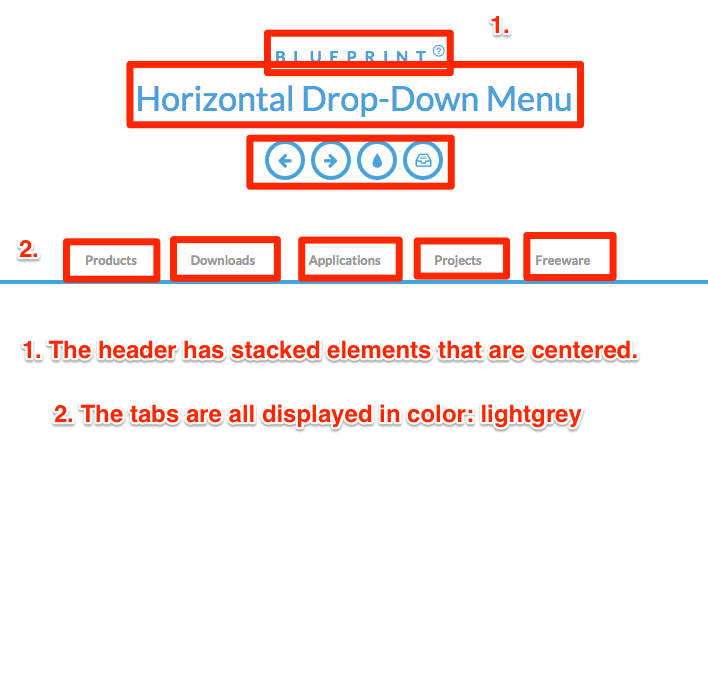 1.
BLUEPRINT ?
Horizontal Drop-Down Menu
2.
Products Downloads Applications Projects Freeware
1. The header has stacked elements that are centered.
2. The tabs are all displayed in color: lightgrey